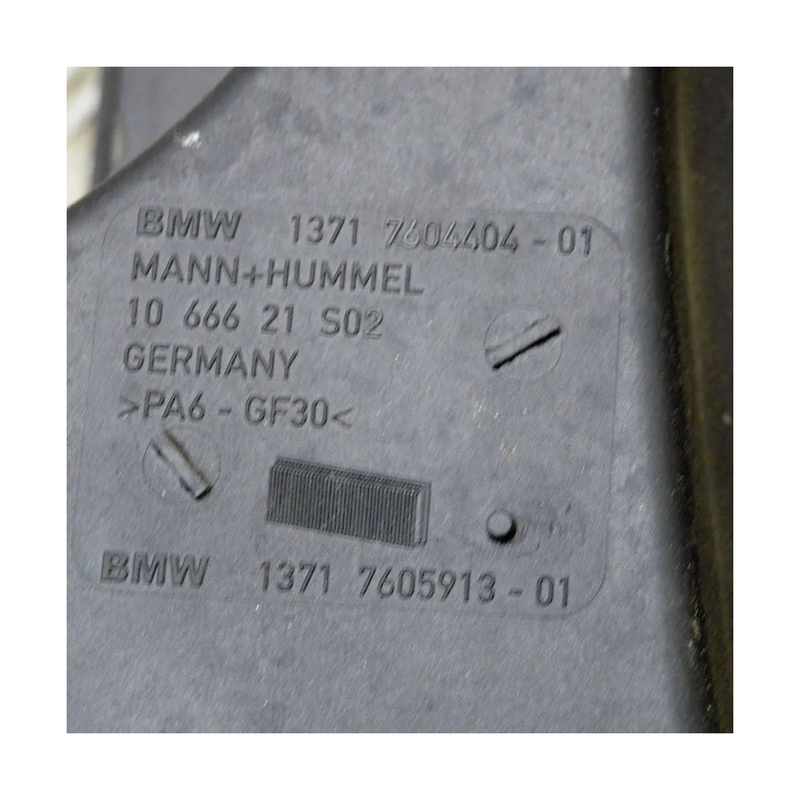 BMW 1371 7604404-01
MANN+HUMMEL
10 666 21 S02
GERMANY
>PA6-GF30<
BMW 1371 7605913-01